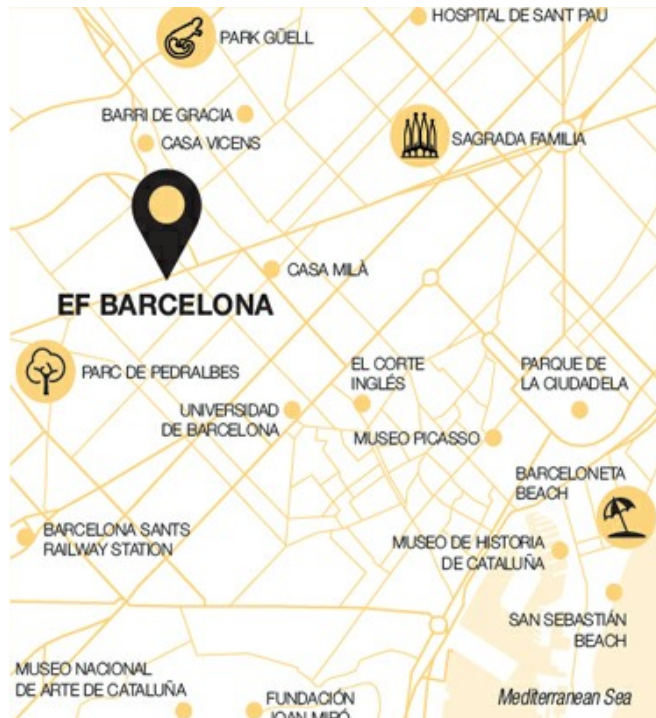 HOSPITAL DE SANT PAU
PARK GÜELL
BARRI DE GRACIA
CASA VICENS
SAGRADA FAMILIA
CASA MILÀ
EF BARCELONA
PARC DE PEDRALBES
EL CORTE
INGLÉS
PARQUE DE
LA CIUDADELA
UNIVERSIDAD
DE BARCELONA
MUSEO PICASSO
BARCELONETA
BEACH
BARCELONA SANTS
RAILWAY STATION
MUSEO DE HISTORIA
DE CATALUÑA
SAN SEBASTIÁN
BEACH
MUSEO NACIONAL
DE ARTE DE CATALUÑA
FUNDACIÓN
JOAN MIRÓ
Mediterranean Sea